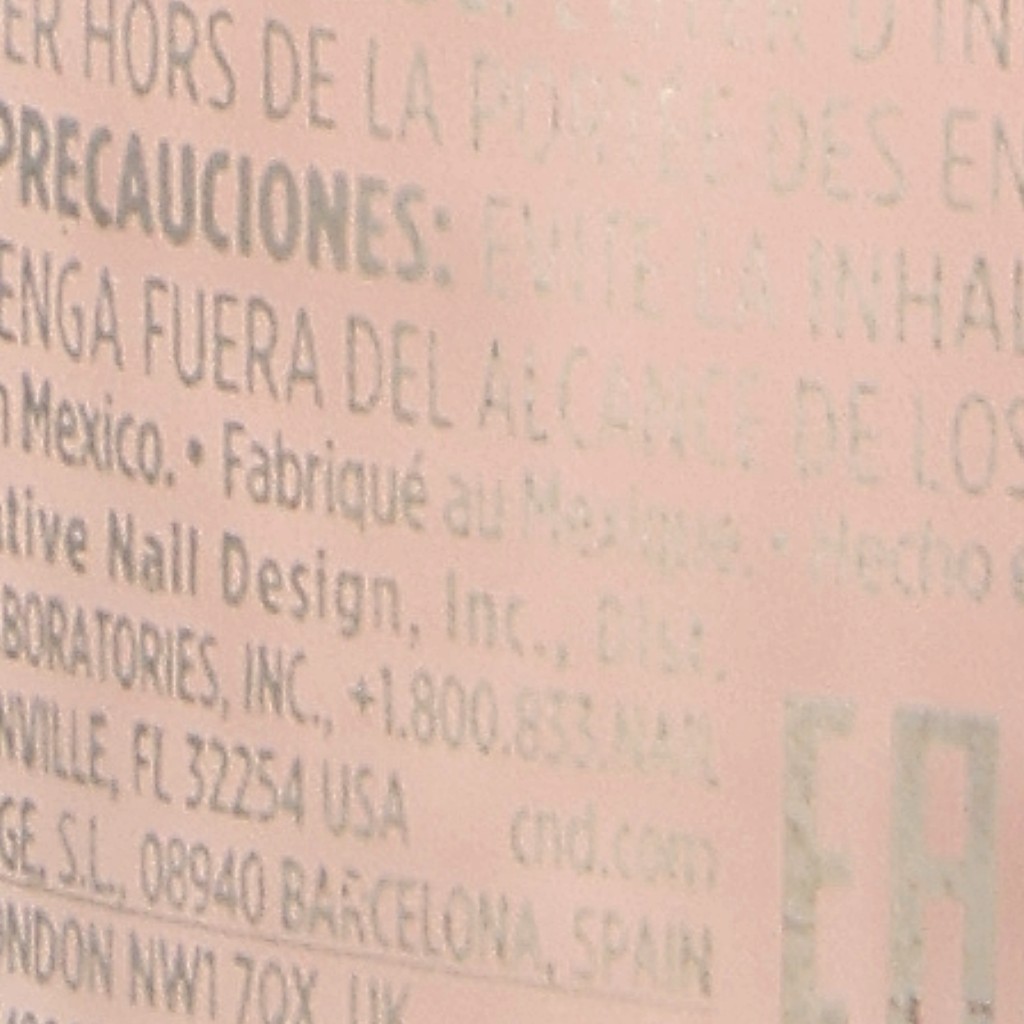 ER HORS DE LA PORTÉE DES EN
PRECAUCIONES: EVITE LA INHAL
ENGA FUERA DEL ALCANCE DE LOS
n Mexico. • Fabriqué au Mexique. • Hecho e
ative Nail Design, Inc., Dist.
BORATORIES, INC., +1.800.833.NAIL
NVILLE, FL 32254 USA cnd.com
GE, S.L., 08940 BARCELONA, SPAIN
ONDON NW1 7QX, UK